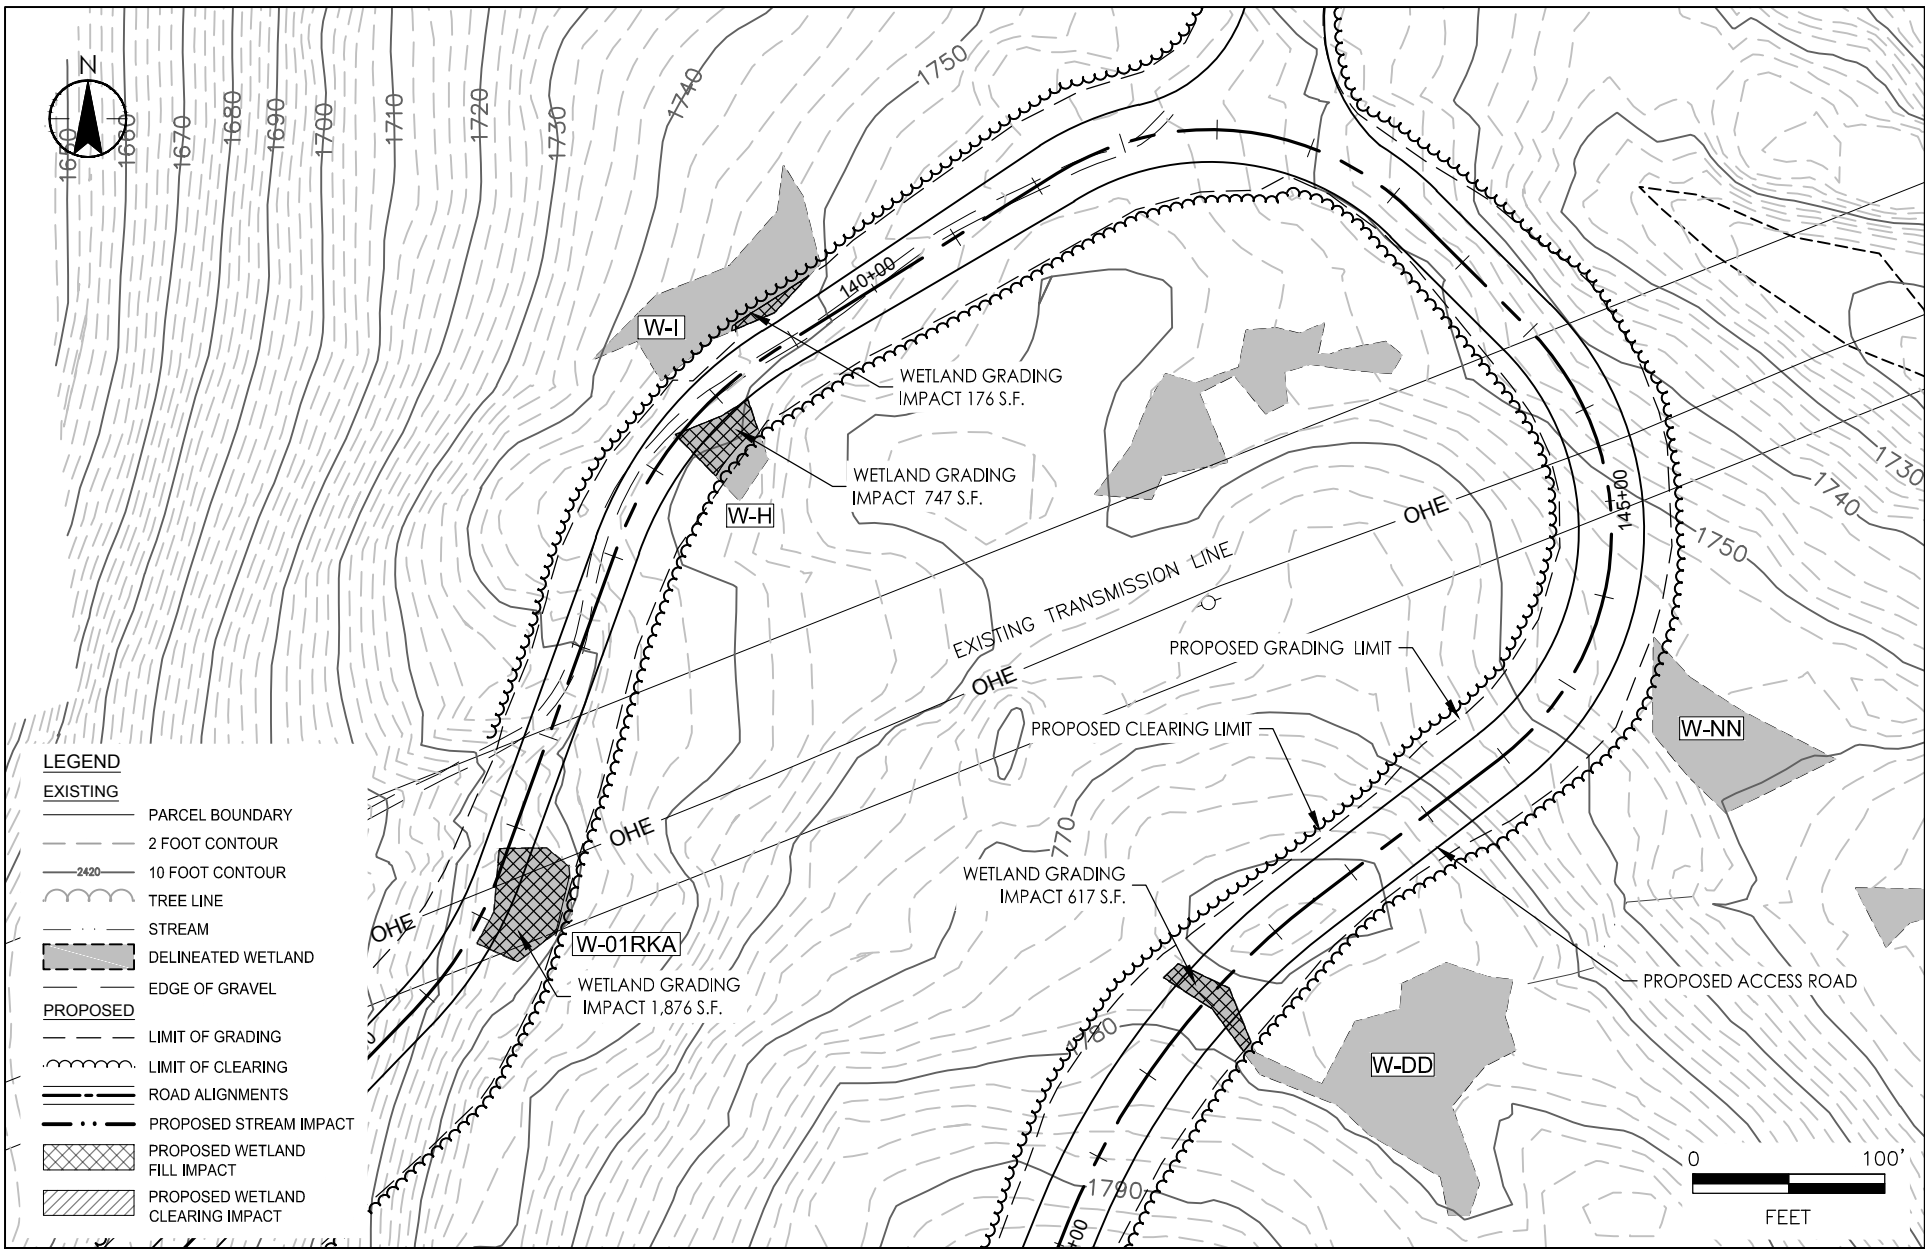 N
1650
1660
1670
1680
1690
1700
1710
1720
1730
1740
1750
140+00
W-I
WETLAND GRADING
IMPACT 176 S.F.
WETLAND GRADING
IMPACT 747 S.F.
W-H
OHE
145+00
1730
1740
1750
EXISTING TRANSMISSION LINE
OHE
PROPOSED GRADING LIMIT
PROPOSED CLEARING LIMIT
W-NN
OHE
770
WETLAND GRADING
IMPACT 617 S.F.
OHE
W-01RKA
WETLAND GRADING
IMPACT 1,876 S.F.
PROPOSED ACCESS ROAD
1780
W-DD
1790
+00
LEGEND
EXISTING
PARCEL BOUNDARY
2 FOOT CONTOUR
2420
10 FOOT CONTOUR
TREE LINE
STREAM
DELINEATED WETLAND
EDGE OF GRAVEL
PROPOSED
LIMIT OF GRADING
LIMIT OF CLEARING
ROAD ALIGNMENTS
PROPOSED STREAM IMPACT
PROPOSED WETLAND
FILL IMPACT
PROPOSED WETLAND
CLEARING IMPACT
0 100'
FEET